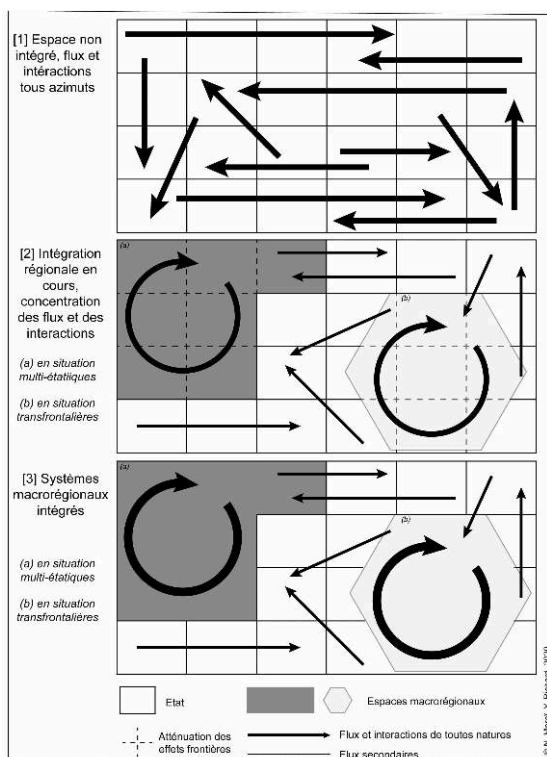 [1] Espace non
intégré, flux et
intéractions
tous azimuts
[2] Intégration
régionale en
cours,
concentration
des flux et des
interactions
(a) en situation
multi-étatiiques
(b) en situation
transfrontalières
(a)
(b)
[3] Systèmes
macrorégionaux
intégrés
(a) en situation
multi-étatiques
(b) en situation
transfrontalières
(a)
(b)
Etat
Espaces macrorégionaux
Atténuation des
effets frontières
Flux et interactions de toutes natures
Flux secondaires
2020